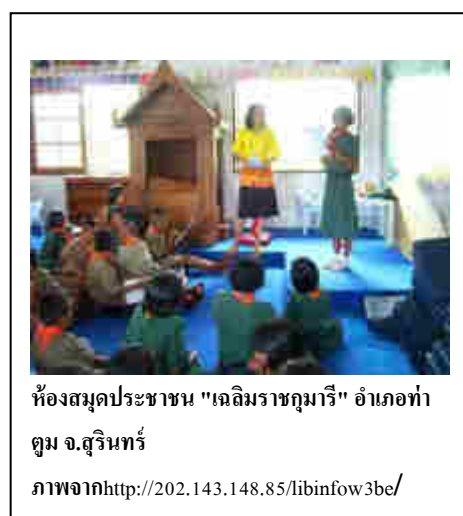 ห้องสมุดประชาชน "เฉลิมราชกุมารี" อำเภอท่า
ตูม จ.สุรินทร์
ภาพจากhttp://202.143.148.85/libinfow3be/